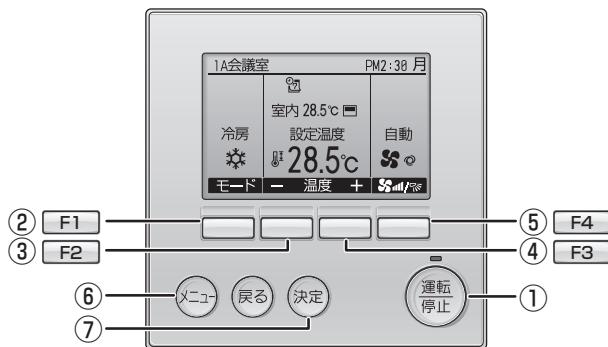 1A会議室 PM2:30 月
室内 28.5℃
冷房 設定温度 自動
28.5℃
モード － 温度 ＋
② F1
⑤ F4
③ F2
④ F3
⑥ メニュー 戻る 決定 運転 ①
停止
⑦